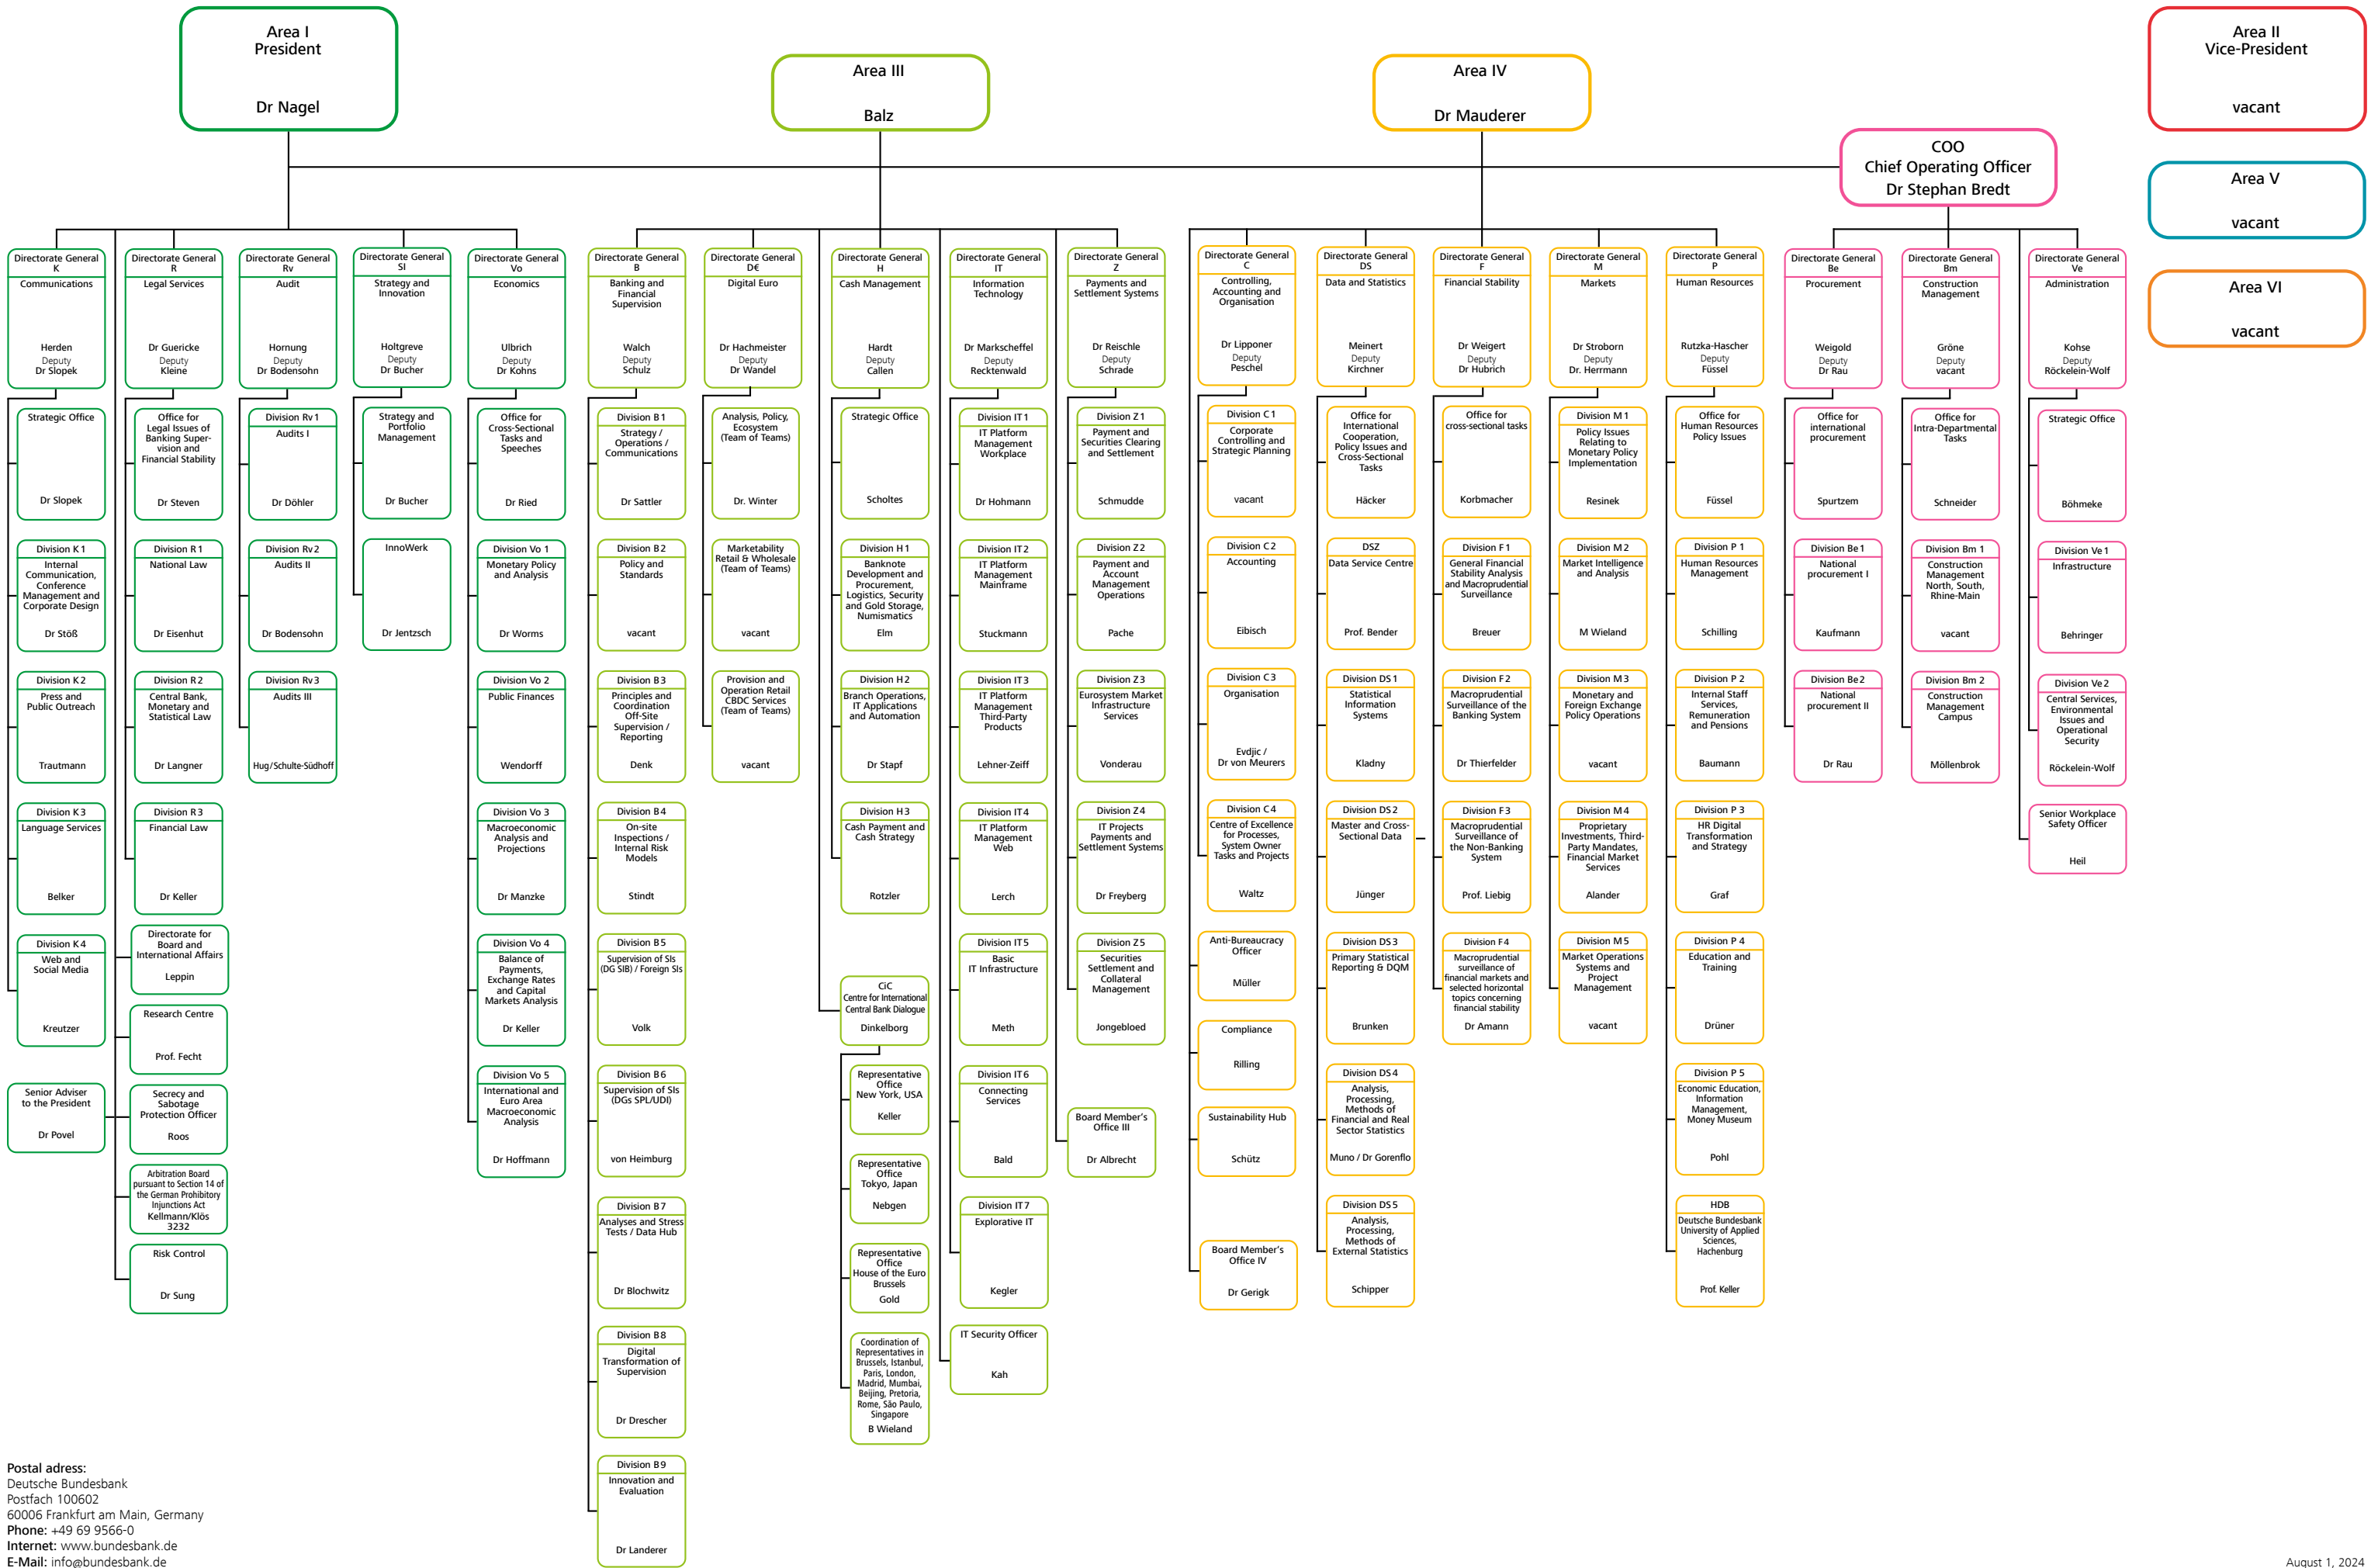 Area I
President
Dr Nagel
Area III
Balz
Area IV
Dr Mauderer
Area II
Vice-President
vacant
COO
Chief Operating Officer
Dr Stephan Bredt
Area V
vacant
Area VI
vacant
Directorate General
K
Communications
Herden
Deputy
Dr Slopek
Strategic Office
Dr Slopek
Division K 1
Internal
Communication,
Conference
Management and
Corporate Design
Dr Stöß
Division K 2
Press and
Public Outreach
Trautmann
Division K 3
Language Services
Belker
Division K 4
Web and
Social Media
Kreutzer
Senior Adviser
to the President
Dr Povel
Directorate General
R
Legal Services
Dr Guericke
Deputy
Kleine
Office for
Legal Issues of
Banking Super-
vision and
Financial Stability
Dr Steven
Division R 1
National Law
Dr Eisenhut
Division R 2
Central Bank,
Monetary and
Statistical Law
Dr Langner
Division R 3
Financial Law
Dr Keller
Directorate for
Board and
International Affairs
Leppin
Research Centre
Prof. Fecht
Secrecy and
Sabotage
Protection Officer
Roos
Arbitration Board
pursuant to Section 14 of
the German Prohibitory
Injunctions Act
Kellmann/Klös
3232
Risk Control
Dr Sung
Directorate General
Rv
Audit
Hornung
Deputy
Dr Bodensohn
Division Rv 1
Audits I
Dr Döhler
Division Rv 2
Audits II
Dr Bodensohn
Division Rv 3
Audits III
Hug/Schulte-Südhoff
Directorate General
SI
Strategy and
Innovation
Holtgreve
Deputy
Dr Bucher
Strategy and
Portfolio
Management
Dr Bucher
InnoWerk
Dr Jentzsch
Directorate General
Vo
Economics
Ulbrich
Deputy
Dr Kohns
Office for
Cross-Sectional
Tasks and
Speeches
Dr Ried
Division Vo 1
Monetary Policy
and Analysis
Dr Worms
Division Vo 2
Public Finances
Wendorff
Division Vo 3
Macroeconomic
Analysis and
Projections
Dr Manzke
Division Vo 4
Balance of
Payments,
Exchange Rates
and Capital
Markets Analysis
Dr Keller
Division Vo 5
International and
Euro Area
Macroeconomic
Analysis
Dr Hoffmann
Directorate General
B
Banking and
Financial
Supervision
Walch
Deputy
Schulz
Division B 1
Strategy /
Operations /
Communications
Dr Sattler
Division B 2
Policy and
Standards
vacant
Division B 3
Principles and
Coordination
Off-Site
Supervision /
Reporting
Denk
Division B 4
On-site
Inspections /
Internal Risk
Models
Stindt
Division B 5
Supervision of SIs
(DG SIB) / Foreign SIs
Volk
Division B 6
Supervision of SIs
(DGs SPL/UDI)
von Heimburg
Division B 7
Analyses and Stress
Tests / Data Hub
Dr Blochwitz
Division B 8
Digital
Transformation of
Supervision
Dr Drescher
Division B 9
Innovation and
Evaluation
Dr Landerer
Directorate General
D€
Digital Euro
Dr Hachmeister
Deputy
Dr Wandel
Analysis, Policy,
Ecosystem
(Team of Teams)
Dr. Winter
Marketability
Retail & Wholesale
(Team of Teams)
vacant
Provision and
Operation Retail
CBDC Services
(Team of Teams)
vacant
Directorate General
H
Cash Management
Hardt
Deputy
Callen
Strategic Office
Scholtes
Division H 1
Banknote
Development and
Procurement,
Logistics, Security
and Gold Storage,
Numismatics
Elm
Division H 2
Branch Operations,
IT Applications
and Automation
Dr Stapf
Division H 3
Cash Payment and
Cash Strategy
Rotzler
CiC
Centre for International
Central Bank Dialogue
Dinkelborg
Representative
Office
New York, USA
Keller
Representative
Office
Tokyo, Japan
Nebgen
Representative
Office
House of the Euro
Brussels
Gold
Coordination of
Representatives in
Brussels, Istanbul,
Paris, London,
Madrid, Mumbai,
Beijing, Pretoria,
Rome, São Paulo,
Singapore
B Wieland
Directorate General
IT
Information
Technology
Dr Markscheffel
Deputy
Recktenwald
Division IT 1
IT Platform
Management
Workplace
Dr Hohmann
Division IT 2
IT Platform
Management
Mainframe
Stuckmann
Division IT 3
IT Platform
Management
Third-Party
Products
Lehner-Zeiff
Division IT 4
IT Platform
Management
Web
Lerch
Division IT 5
Basic
IT Infrastructure
Meth
Division IT 6
Connecting
Services
Bald
Division IT 7
Explorative IT
Kegler
IT Security Officer
Kah
Directorate General
Z
Payments and
Settlement Systems
Dr Reischle
Deputy
Schrade
Division Z 1
Payment and
Securities Clearing
and Settlement
Schmudde
Division Z 2
Payment and
Account
Management
Operations
Pache
Division Z 3
Eurosystem Market
Infrastructure
Services
Vonderau
Division Z 4
IT Projects
Payments and
Settlement Systems
Dr Freyberg
Division Z 5
Securities
Settlement and
Collateral
Management
Jongebloed
Board Member's
Office III
Dr Albrecht
Directorate General
C
Controlling,
Accounting and
Organisation
Dr Lipponer
Deputy
Peschel
Division C 1
Corporate
Controlling and
Strategic Planning
vacant
Division C 2
Accounting
Eibisch
Division C 3
Organisation
Evdjic /
Dr von Meurers
Division C 4
Centre of Excellence
for Processes,
System Owner
Tasks and Projects
Waltz
Anti-Bureaucracy
Officer
Müller
Compliance
Rilling
Sustainability Hub
Schütz
Board Member's
Office IV
Dr Gerigk
Directorate General
DS
Data and Statistics
Meinert
Deputy
Kirchner
Office for
International
Cooperation,
Policy Issues and
Cross-Sectional
Tasks
Häcker
DSZ
Data Service Centre
Prof. Bender
Division DS 1
Statistical
Information
Systems
Kladny
Division DS 2
Master and Cross-
Sectional Data
Jünger
Division DS 3
Primary Statistical
Reporting & DQM
Brunken
Division DS 4
Analysis,
Processing,
Methods of
Financial and Real
Sector Statistics
Muno / Dr Gorenflo
Division DS 5
Analysis,
Processing,
Methods of
External Statistics
Schipper
Directorate General
F
Financial Stability
Dr Weigert
Deputy
Dr Hubrich
Office for
cross-sectional tasks
Korbmacher
Division F 1
General Financial
Stability Analysis
and Macroprudential
Surveillance
Breuer
Division F 2
Macroprudential
Surveillance of the
Banking System
Dr Thierfelder
Division F 3
Macroprudential
Surveillance of
the Non-Banking
System
Prof. Liebig
Division F 4
Macroprudential
surveillance of
financial markets and
selected horizontal
topics concerning
financial stability
Dr Amann
Directorate General
M
Markets
Dr Stroborn
Deputy
Dr. Herrmann
Division M 1
Policy Issues
Relating to
Monetary Policy
Implementation
Resinek
Division M 2
Market Intelligence
and Analysis
M Wieland
Division M 3
Monetary and
Foreign Exchange
Policy Operations
vacant
Division M 4
Proprietary
Investments, Third-
Party Mandates,
Financial Market
Services
Alander
Division M 5
Market Operations
Systems and
Project
Management
vacant
Directorate General
P
Human Resources
Rutzka-Hascher
Deputy
Füssel
Office for
Human Resources
Policy Issues
Füssel
Division P 1
Human Resources
Management
Schilling
Division P 2
Internal Staff
Services,
Remuneration
and Pensions
Baumann
Division P 3
HR Digital
Transformation
and Strategy
Graf
Division P 4
Education and
Training
Drüner
Division P 5
Economic Education,
Information
Management,
Money Museum
Pohl
HDB
Deutsche Bundesbank
University of Applied
Sciences,
Hachenburg
Prof. Keller
Directorate General
Be
Procurement
Weigold
Deputy
Dr Rau
Office for
international
procurement
Spurtzem
Division Be 1
National
procurement I
Kaufmann
Division Be 2
National
procurement II
Dr Rau
Directorate General
Bm
Construction
Management
Gröne
Deputy
vacant
Office for
Intra-Departmental
Tasks
Schneider
Division Bm 1
Construction
Management
North, South,
Rhine-Main
vacant
Division Bm 2
Construction
Management
Campus
Möllenbrok
Directorate General
Ve
Administration
Kohse
Deputy
Röckelein-Wolf
Strategic Office
Böhmeke
Division Ve 1
Infrastructure
Behringer
Division Ve 2
Central Services,
Environmental
Issues and
Operational
Security
Röckelein-Wolf
Senior Workplace
Safety Officer
Heil
Postal adress:
Deutsche Bundesbank
Postfach 100602
60006 Frankfurt am Main, Germany
Phone: +49 69 9566-0
Internet: www.bundesbank.de
E-Mail: info@bundesbank.de
August 1, 2024